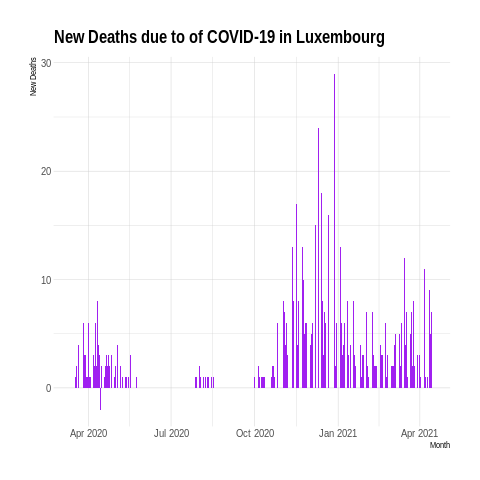 New Deaths due to of COVID-19 in Luxembourg
New Deaths
30
20
10
0
Apr 2020 Jul 2020 Oct 2020 Jan 2021 Apr 2021
Month